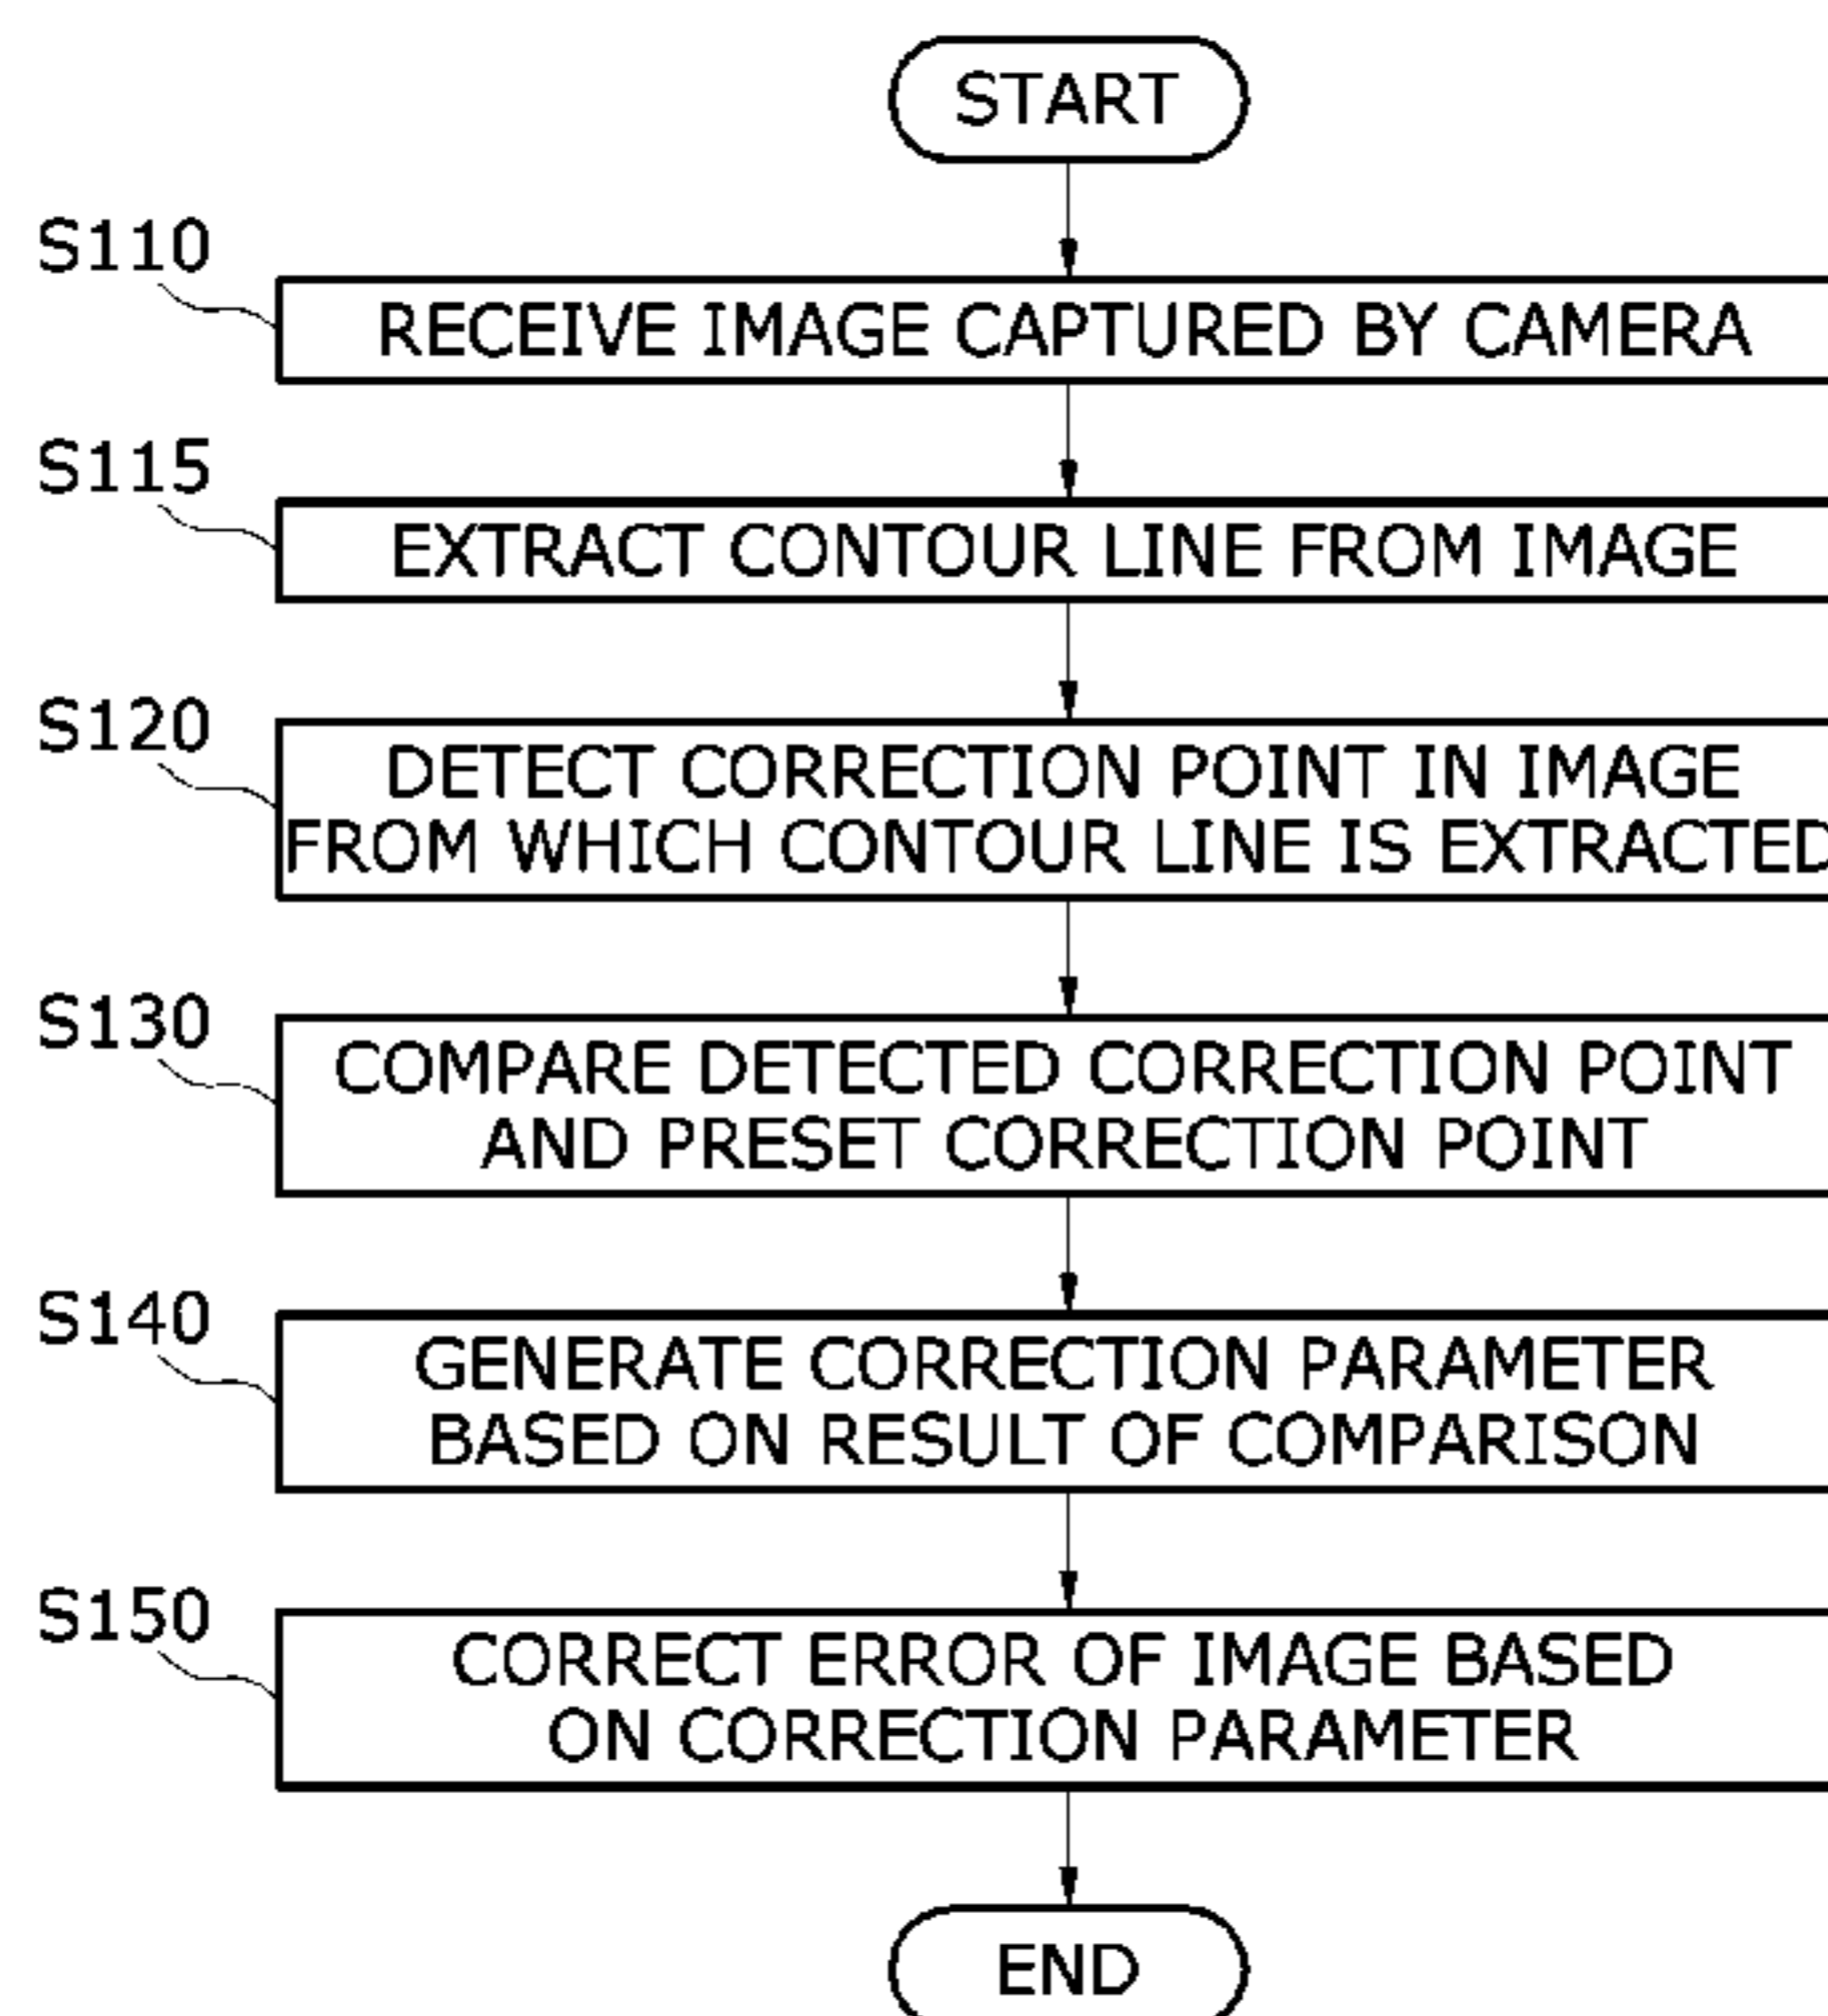 START
S110
RECEIVE IMAGE CAPTURED BY CAMERA
S115
EXTRACT CONTOUR LINE FROM IMAGE
S120
DETECT CORRECTION POINT IN IMAGE
FROM WHICH CONTOUR LINE IS EXTRACTED
S130
COMPARE DETECTED CORRECTION POINT
AND PRESET CORRECTION POINT
S140
GENERATE CORRECTION PARAMETER
BASED ON RESULT OF COMPARISON
S150
CORRECT ERROR OF IMAGE BASED
ON CORRECTION PARAMETER
END